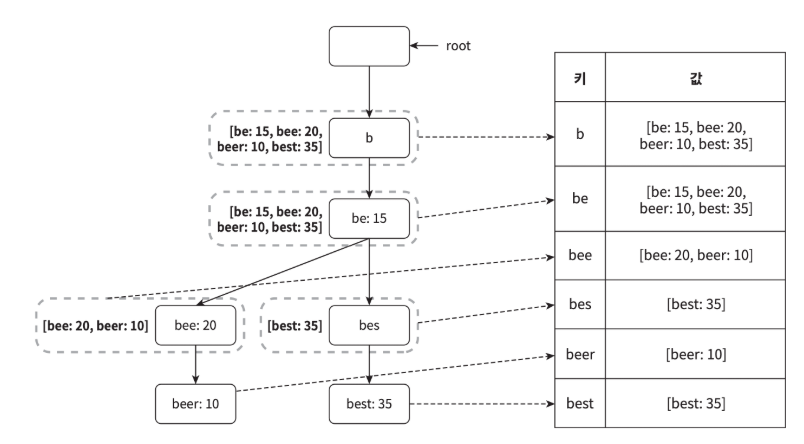 root
[be: 15, bee: 20,
beer: 10, best: 35]
b
[be: 15, bee: 20,
beer: 10, best: 35]
be: 15
[bee: 20, beer: 10]
bee: 20
[best: 35]
bes
beer: 10
best: 35
키 값
b [be: 15, bee: 20,
beer: 10, best: 35]
be [be: 15, bee: 20,
beer: 10, best: 35]
bee [bee: 20, beer: 10]
bes [best: 35]
beer [beer: 10]
best [best: 35]